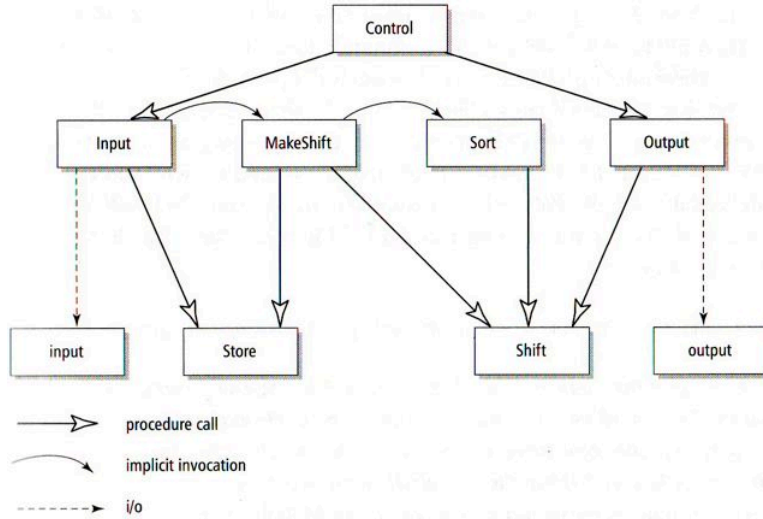 Control
Input
MakeShift
Sort
Output
input
Store
Shift
output
procedure call
implicit invocation
i/o